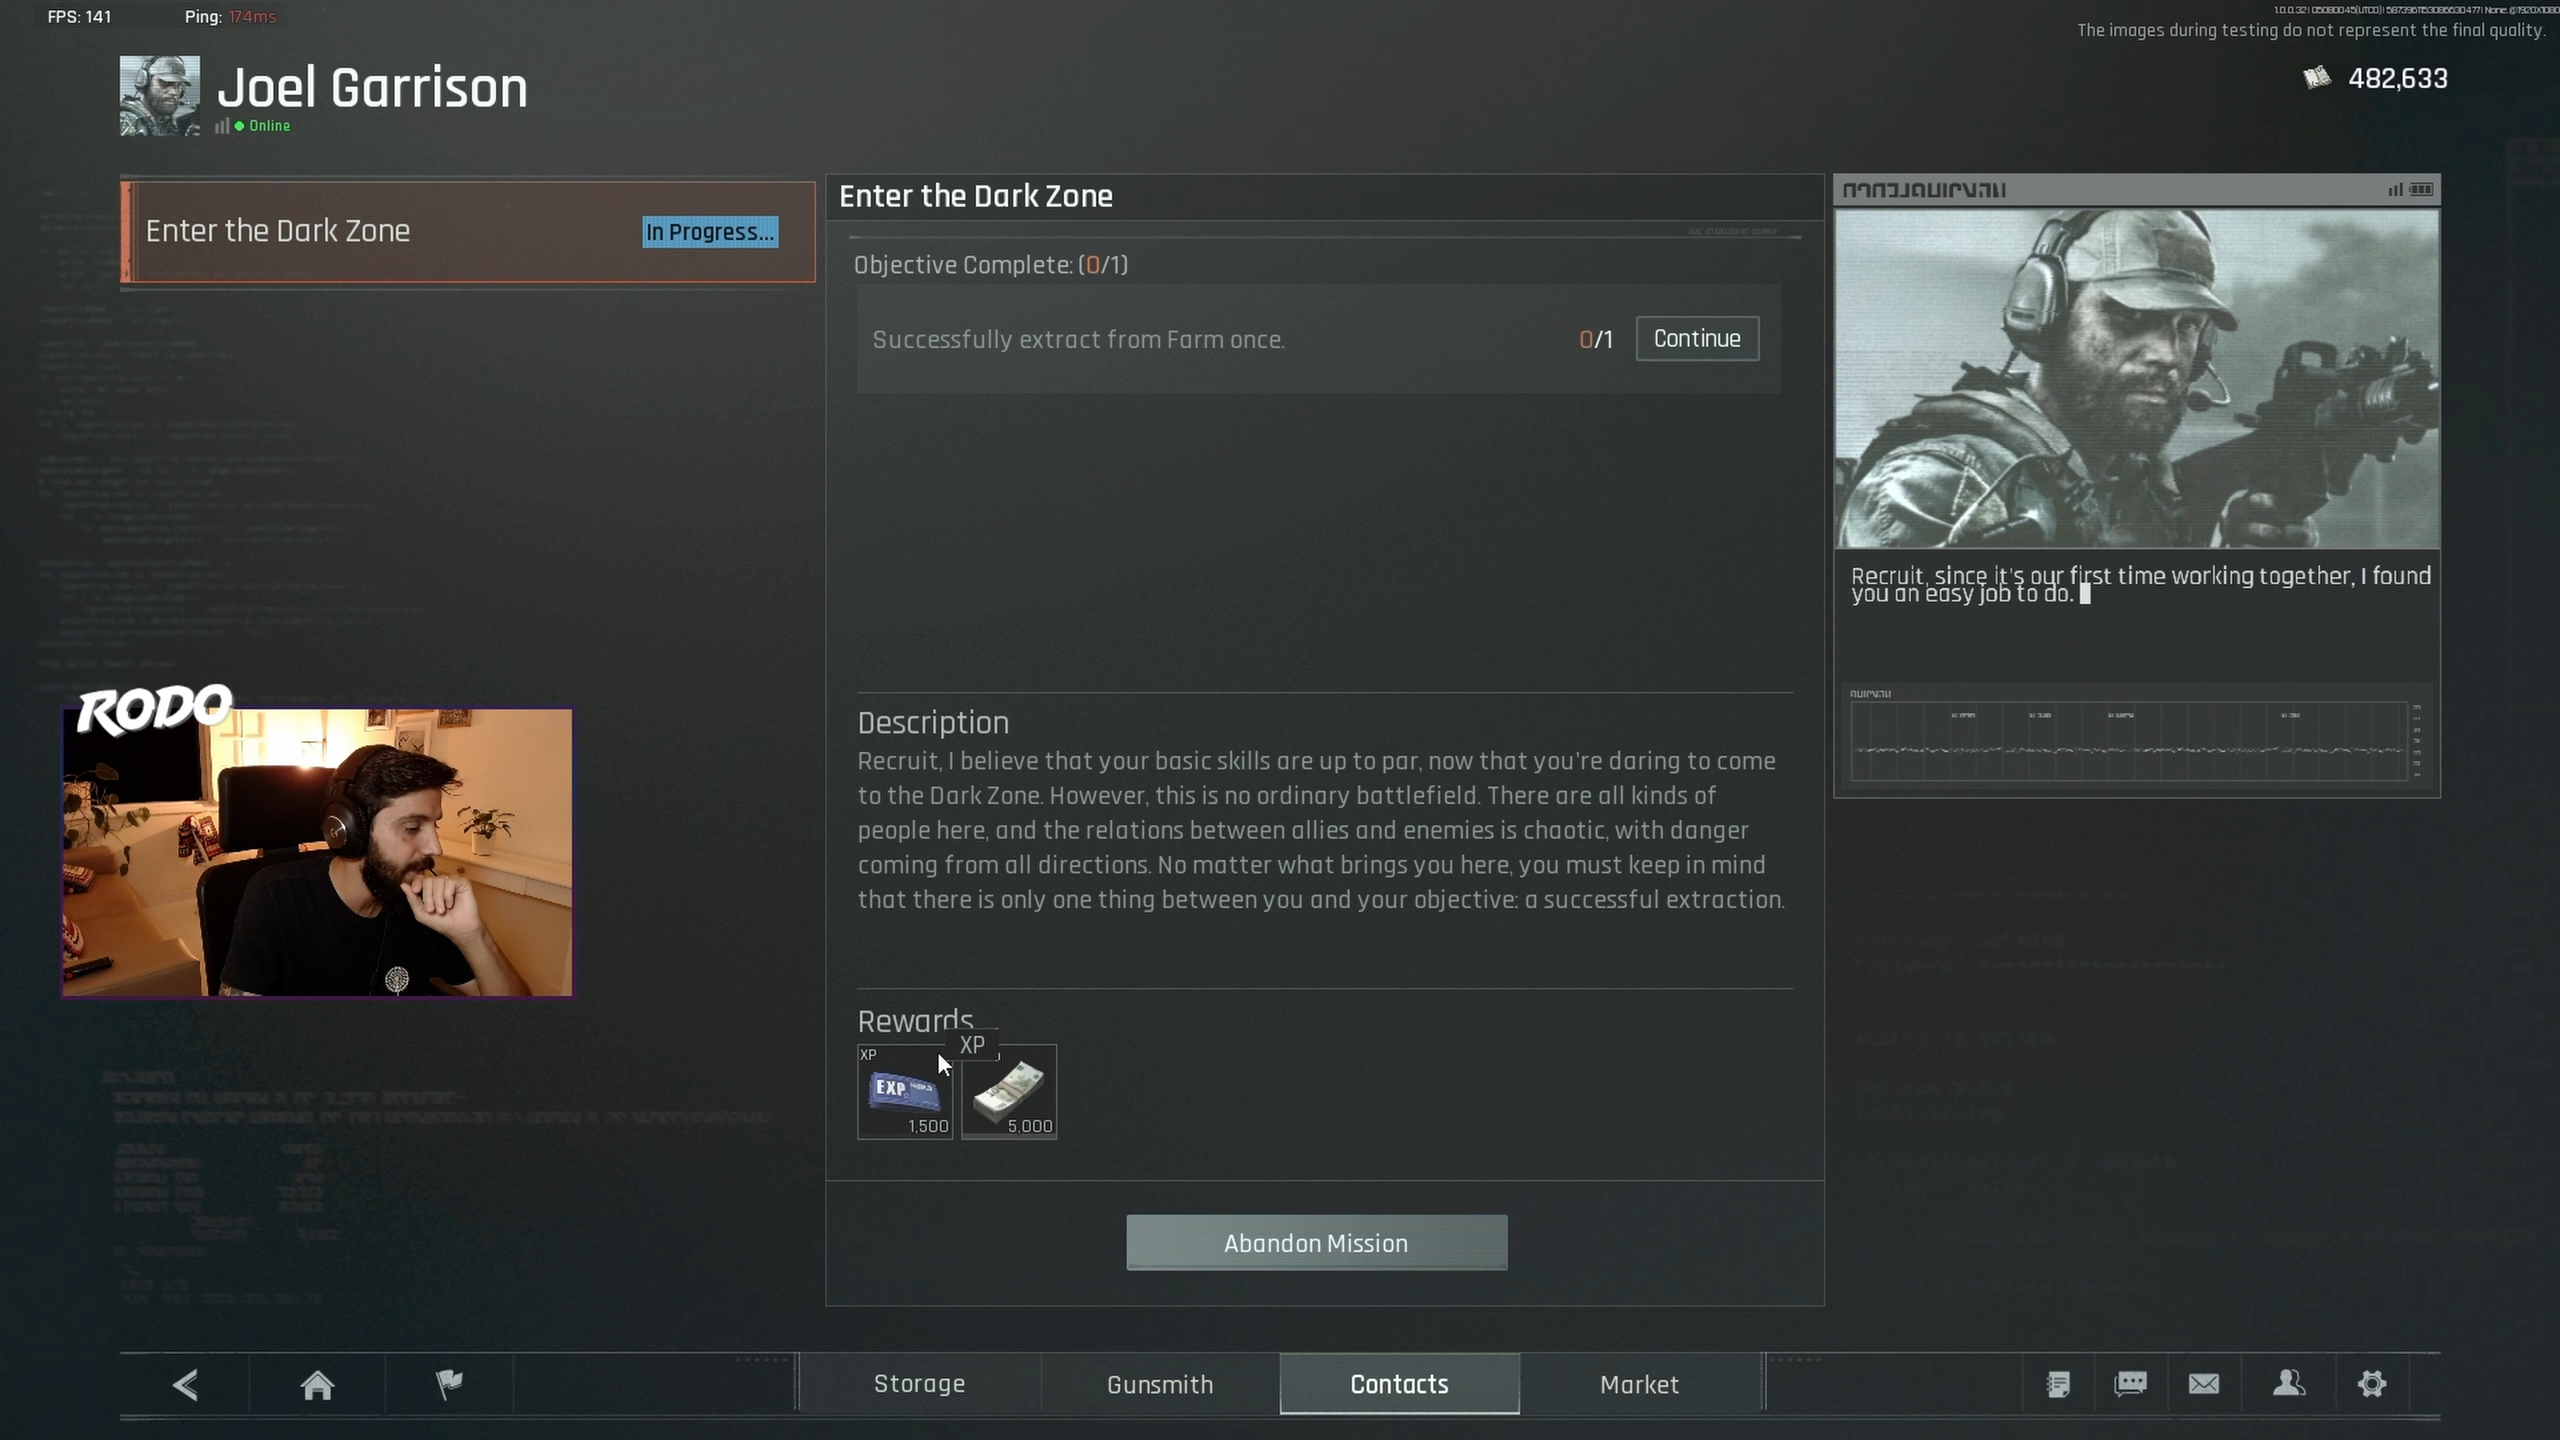 FPS: 141
Ping: 174ms
The images during testing do not represent the final quality.
Joel Garrison
Online
482,633
Enter the Dark Zone
In Progress...
Enter the Dark Zone
Objective Complete: (0/1)
Successfully extract from Farm once.
0/1
Continue
Recruit, since it's our first time working together, I found
you an easy job to do.
RODO
Description
Recruit, I believe that your basic skills are up to par, now that you're daring to come
to the Dark Zone. However, this is no ordinary battlefield. There are all kinds of
people here, and the relations between allies and enemies is chaotic, with danger
coming from all directions. No matter what brings you here, you must keep in mind
that there is only one thing between you and your objective: a successful extraction.
Rewards
XP
XP
EXP
1,500
5,000
Abandon Mission
Storage
Gunsmith
Contacts
Market